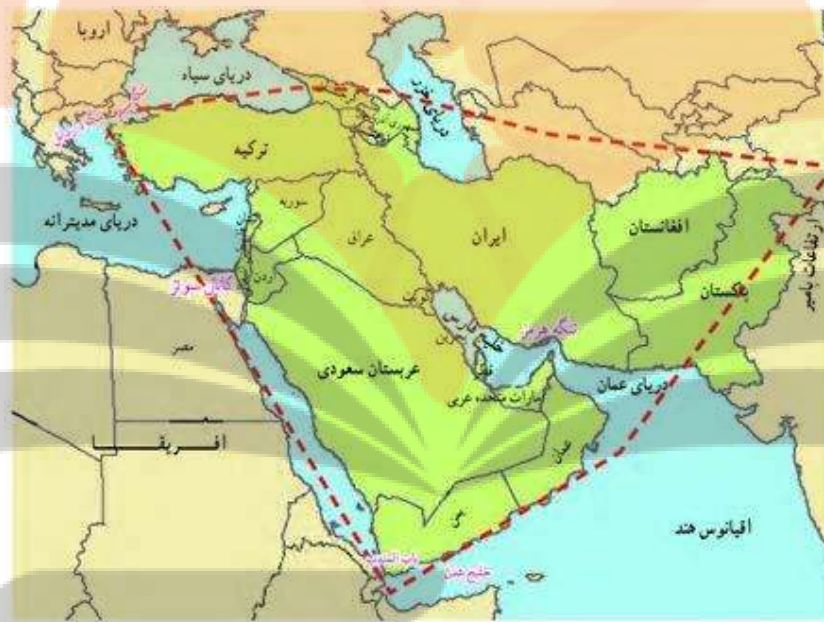 اروپا
دریای سیاه
دریای خزر
ترکیه
سوریه
عراق
ایران
افغانستان
ارتفاعات پامیر
پاکستان
دریای مدیترانه
کانال سوئز
اردن
کویت
خلیج فارس
تنگه هرمز
بحرین
قطر
مصر
عربستان سعودی
امارات متحده عربی
دریای عمان
عمان
افریقا
یمن
اقیانوس هند
باب المندب
خلیج عدن